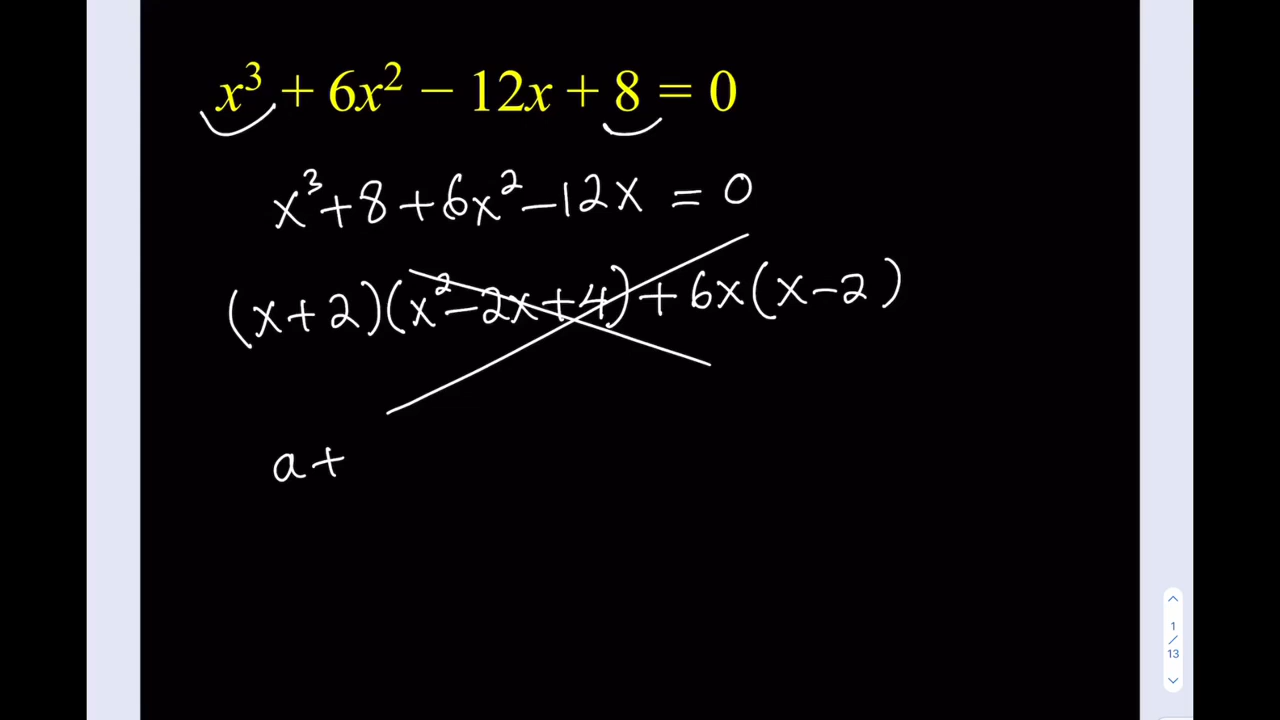 x³ + 6x² − 12x + 8 = 0
x³ + 8 + 6x² − 12x = 0
(x + 2)(x² − 2x + 4) + 6x(x − 2)
a +
1
/
13